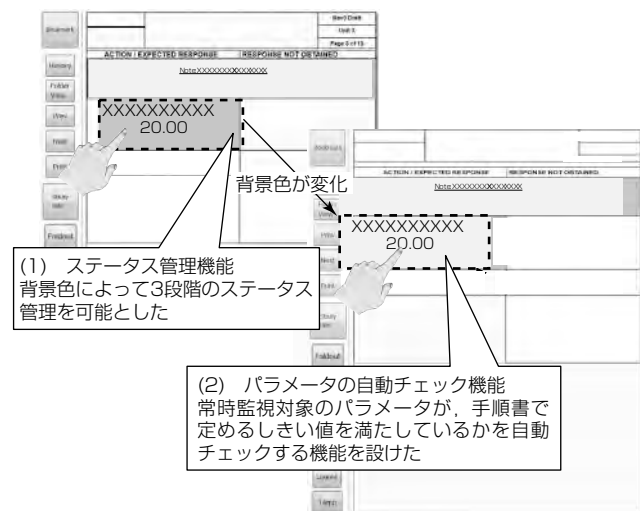 Rev 0 Draft
Unit 3
Bookmark
ACTION / EXPECTED RESPONSE
RESPONSE NOT OBTAINED
History
NoteXXXXXXXXXXXXXXX
Folder
View
Prev
XXXXXXXXXX
20.00
Next
Print
背景色が変化
Foldout
(1) ステータス管理機能
背景色によって3段階のステータス
管理を可能とした
ACTION / EXPECTED RESPONSE
RESPONSE NOT OBTAINED
NoteXXXXXXXXXXXXXXX
View
Prev
XXXXXXXXXX
20.00
Next
Print
Foldout
(2) パラメータの自動チェック機能
常時監視対象のパラメータが，手順書で
定めるしきい値を満たしているかを自動
チェックする機能を設けた